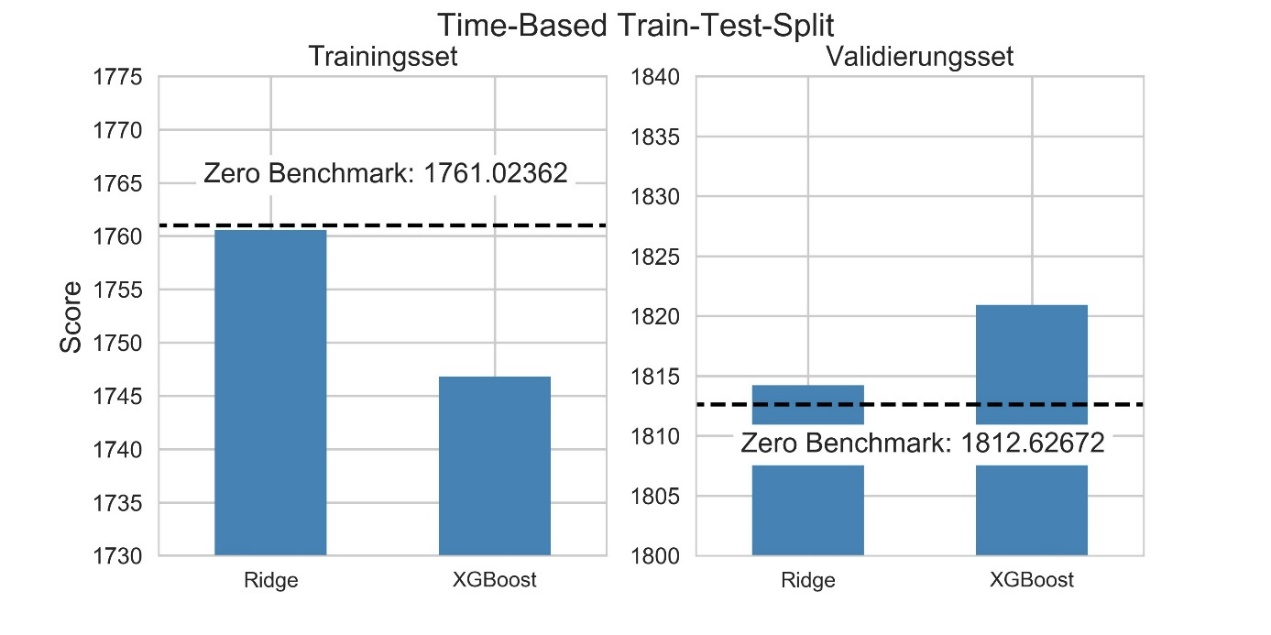 Time-Based Train-Test-Split
Trainingsset
1775
1770
1765
1760
1755
1750
1745
1740
1735
1730
Score
Zero Benchmark: 1761.02362
Ridge
XGBoost
Validierungsset
1840
1835
1830
1825
1820
1815
1810
1805
1800
Zero Benchmark: 1812.62672
Ridge
XGBoost